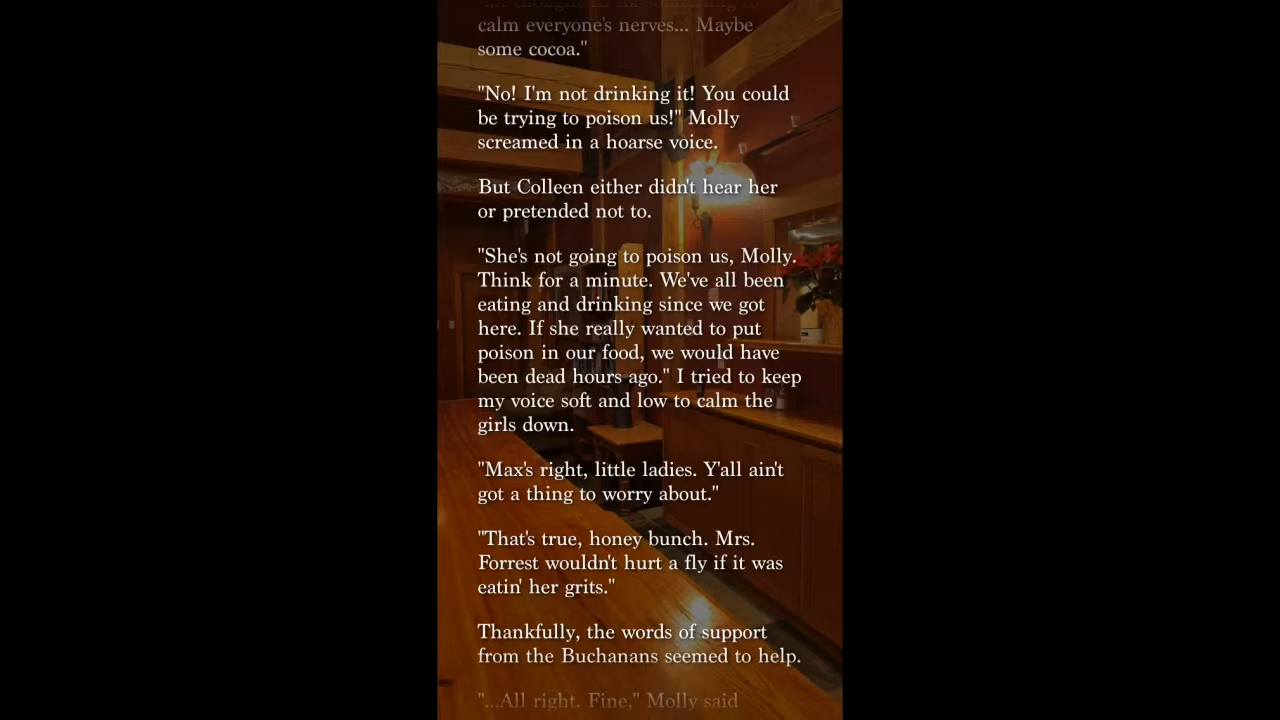 calm everyone's nerves... Maybe
some cocoa."
"No! I'm not drinking it! You could
be trying to poison us!" Molly
screamed in a hoarse voice.
But Colleen either didn't hear her
or pretended not to.
"She's not going to poison us, Molly.
Think for a minute. We've all been
eating and drinking since we got
here. If she really wanted to put
poison in our food, we would have
been dead hours ago." I tried to keep
my voice soft and low to calm the
girls down.
"Max's right, little ladies. Y'all ain't
got a thing to worry about."
"That's true, honey bunch. Mrs.
Forrest wouldn't hurt a fly if it was
eatin' her grits."
Thankfully, the words of support
from the Buchanans seemed to help.
"...All right. Fine," Molly said